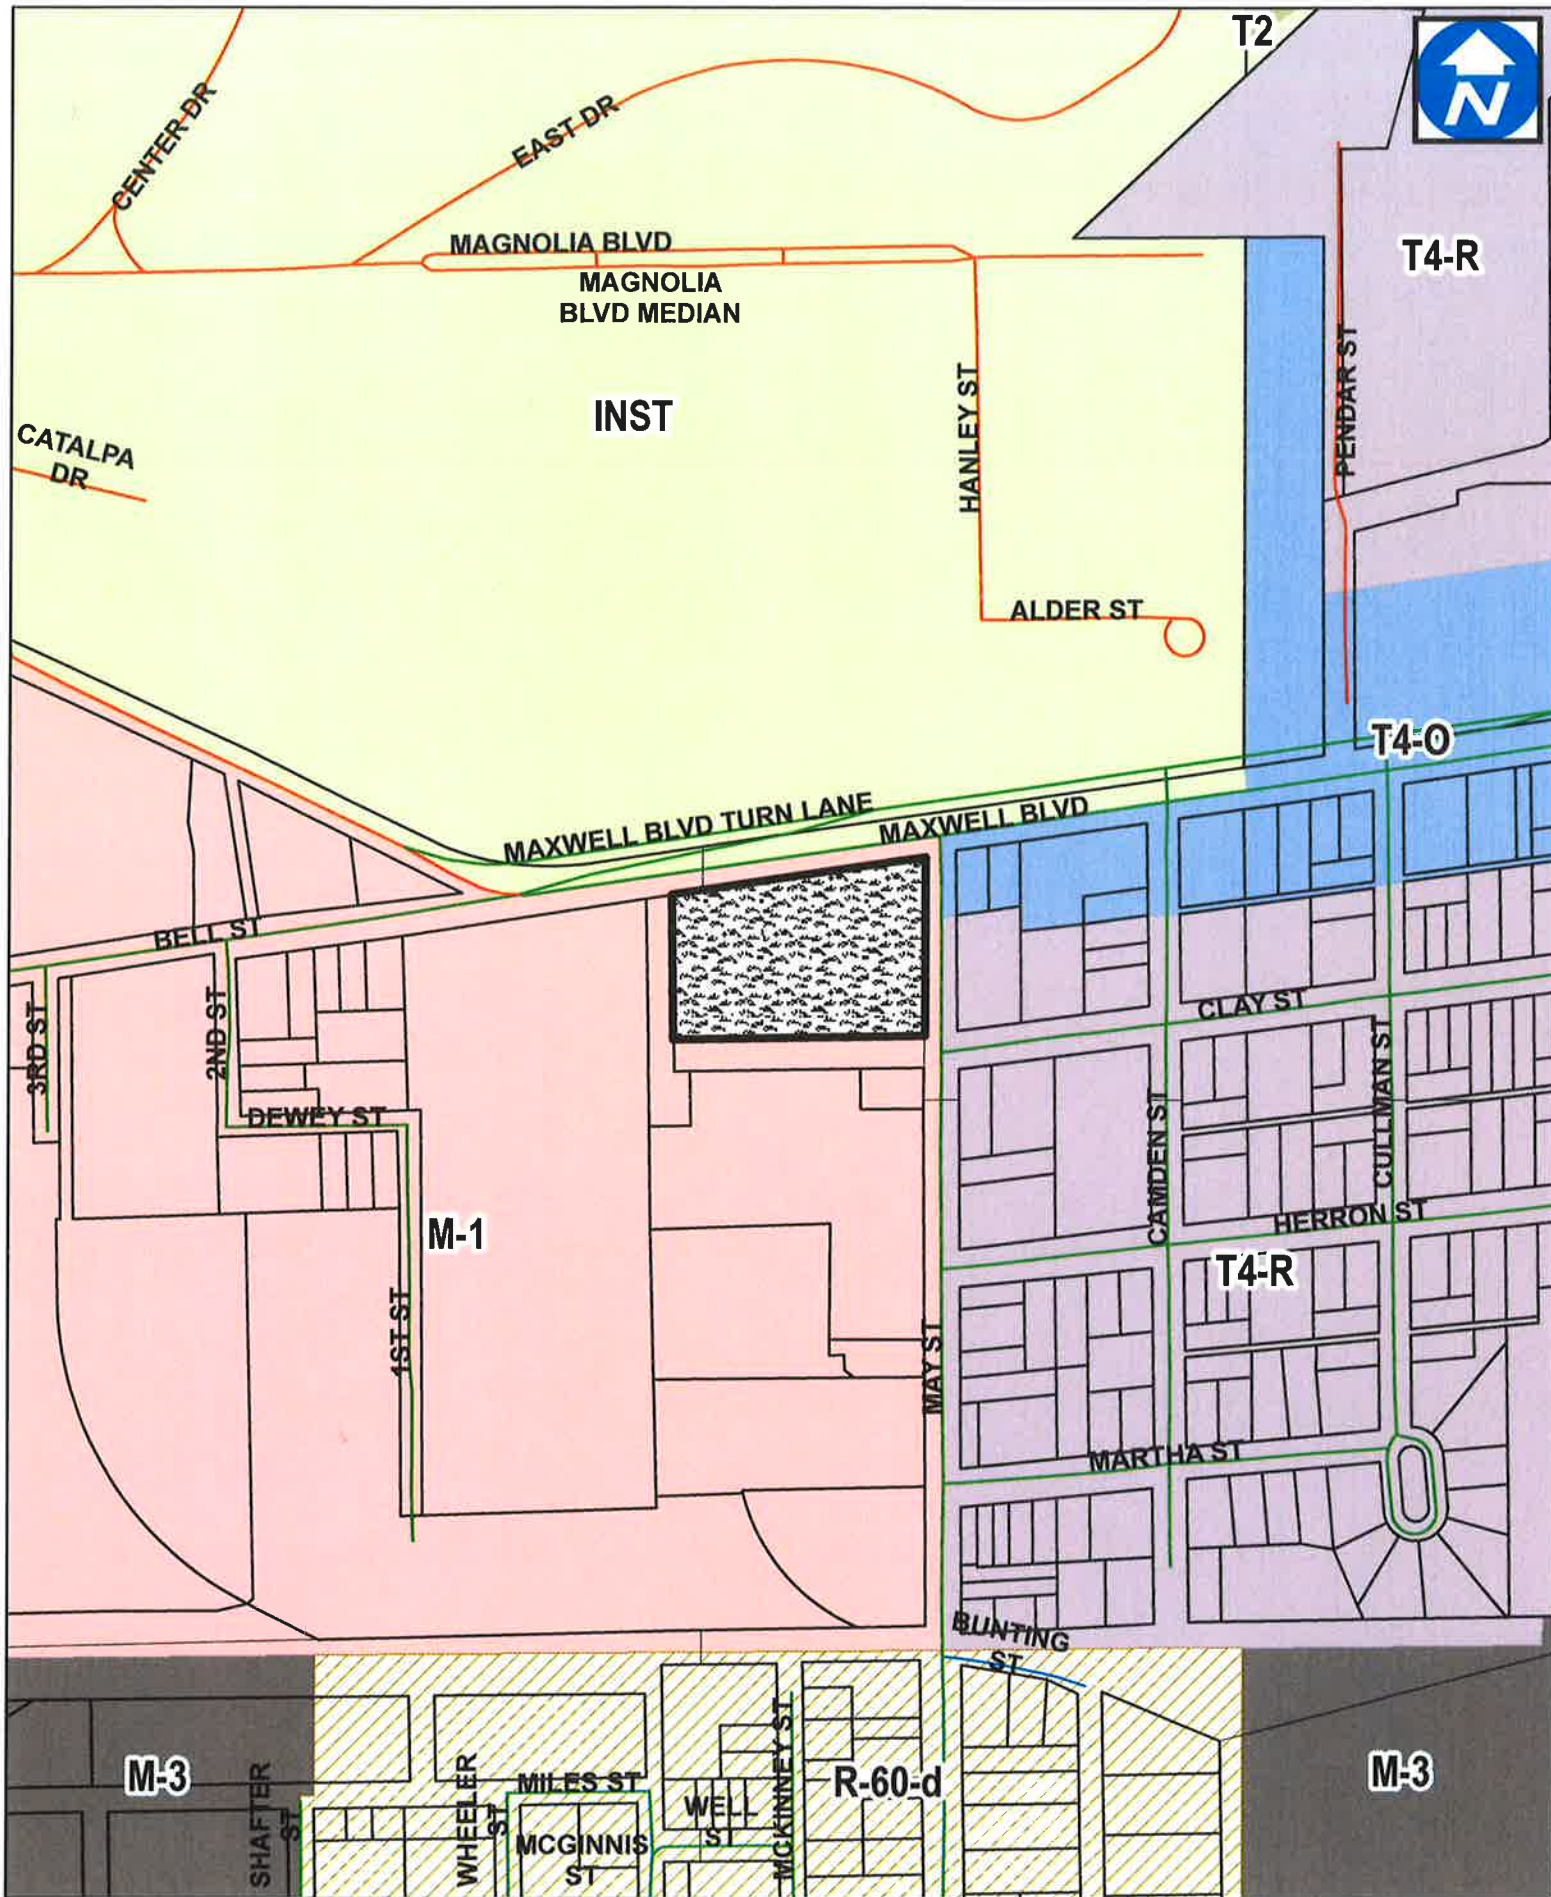 T2
N
CENTER DR
EAST DR
MAGNOLIA BLVD
MAGNOLIA
BLVD MEDIAN
T4-R
PENDAR ST
HANLEY ST
INST
CATALPA
DR
ALDER ST
T4-O
MAXWELL BLVD TURN LANE
MAXWELL BLVD
BELL ST
3RD ST
2ND ST
CLAY ST
CULLMAN ST
CAMDEN ST
DEWEY ST
HERRON ST
M-1
T4-R
1ST ST
MAY ST
MARTHA ST
BUNTING
ST
M-3
SHAFTER
ST
WHEELER
ST
MILES ST
MCGINNIS
ST
WELL
ST
MCKINNEY ST
R-60-d
M-3